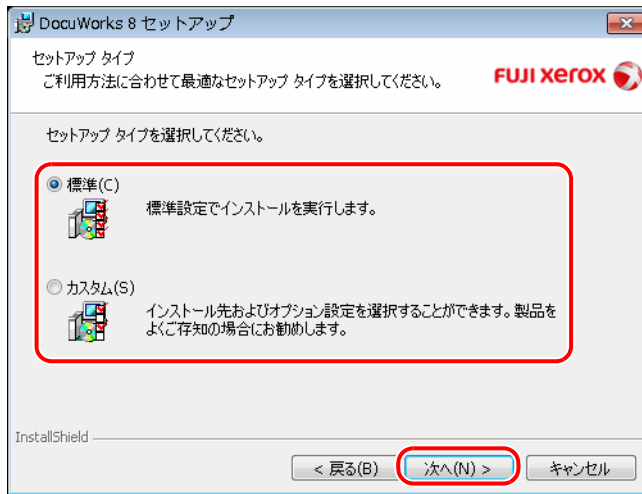 DocuWorks 8 セットアップ
セットアップ タイプ
ご利用方法に合わせて最適なセットアップ タイプを選択してください。
FUJI xerox
セットアップ タイプを選択してください。
標準(C)
標準設定でインストールを実行します。
カスタム(S)
インストール先およびオプション設定を選択することができます。製品を
よくご存知の場合にお勧めします。
InstallShield
< 戻る(B)
次へ(N) >
キャンセル